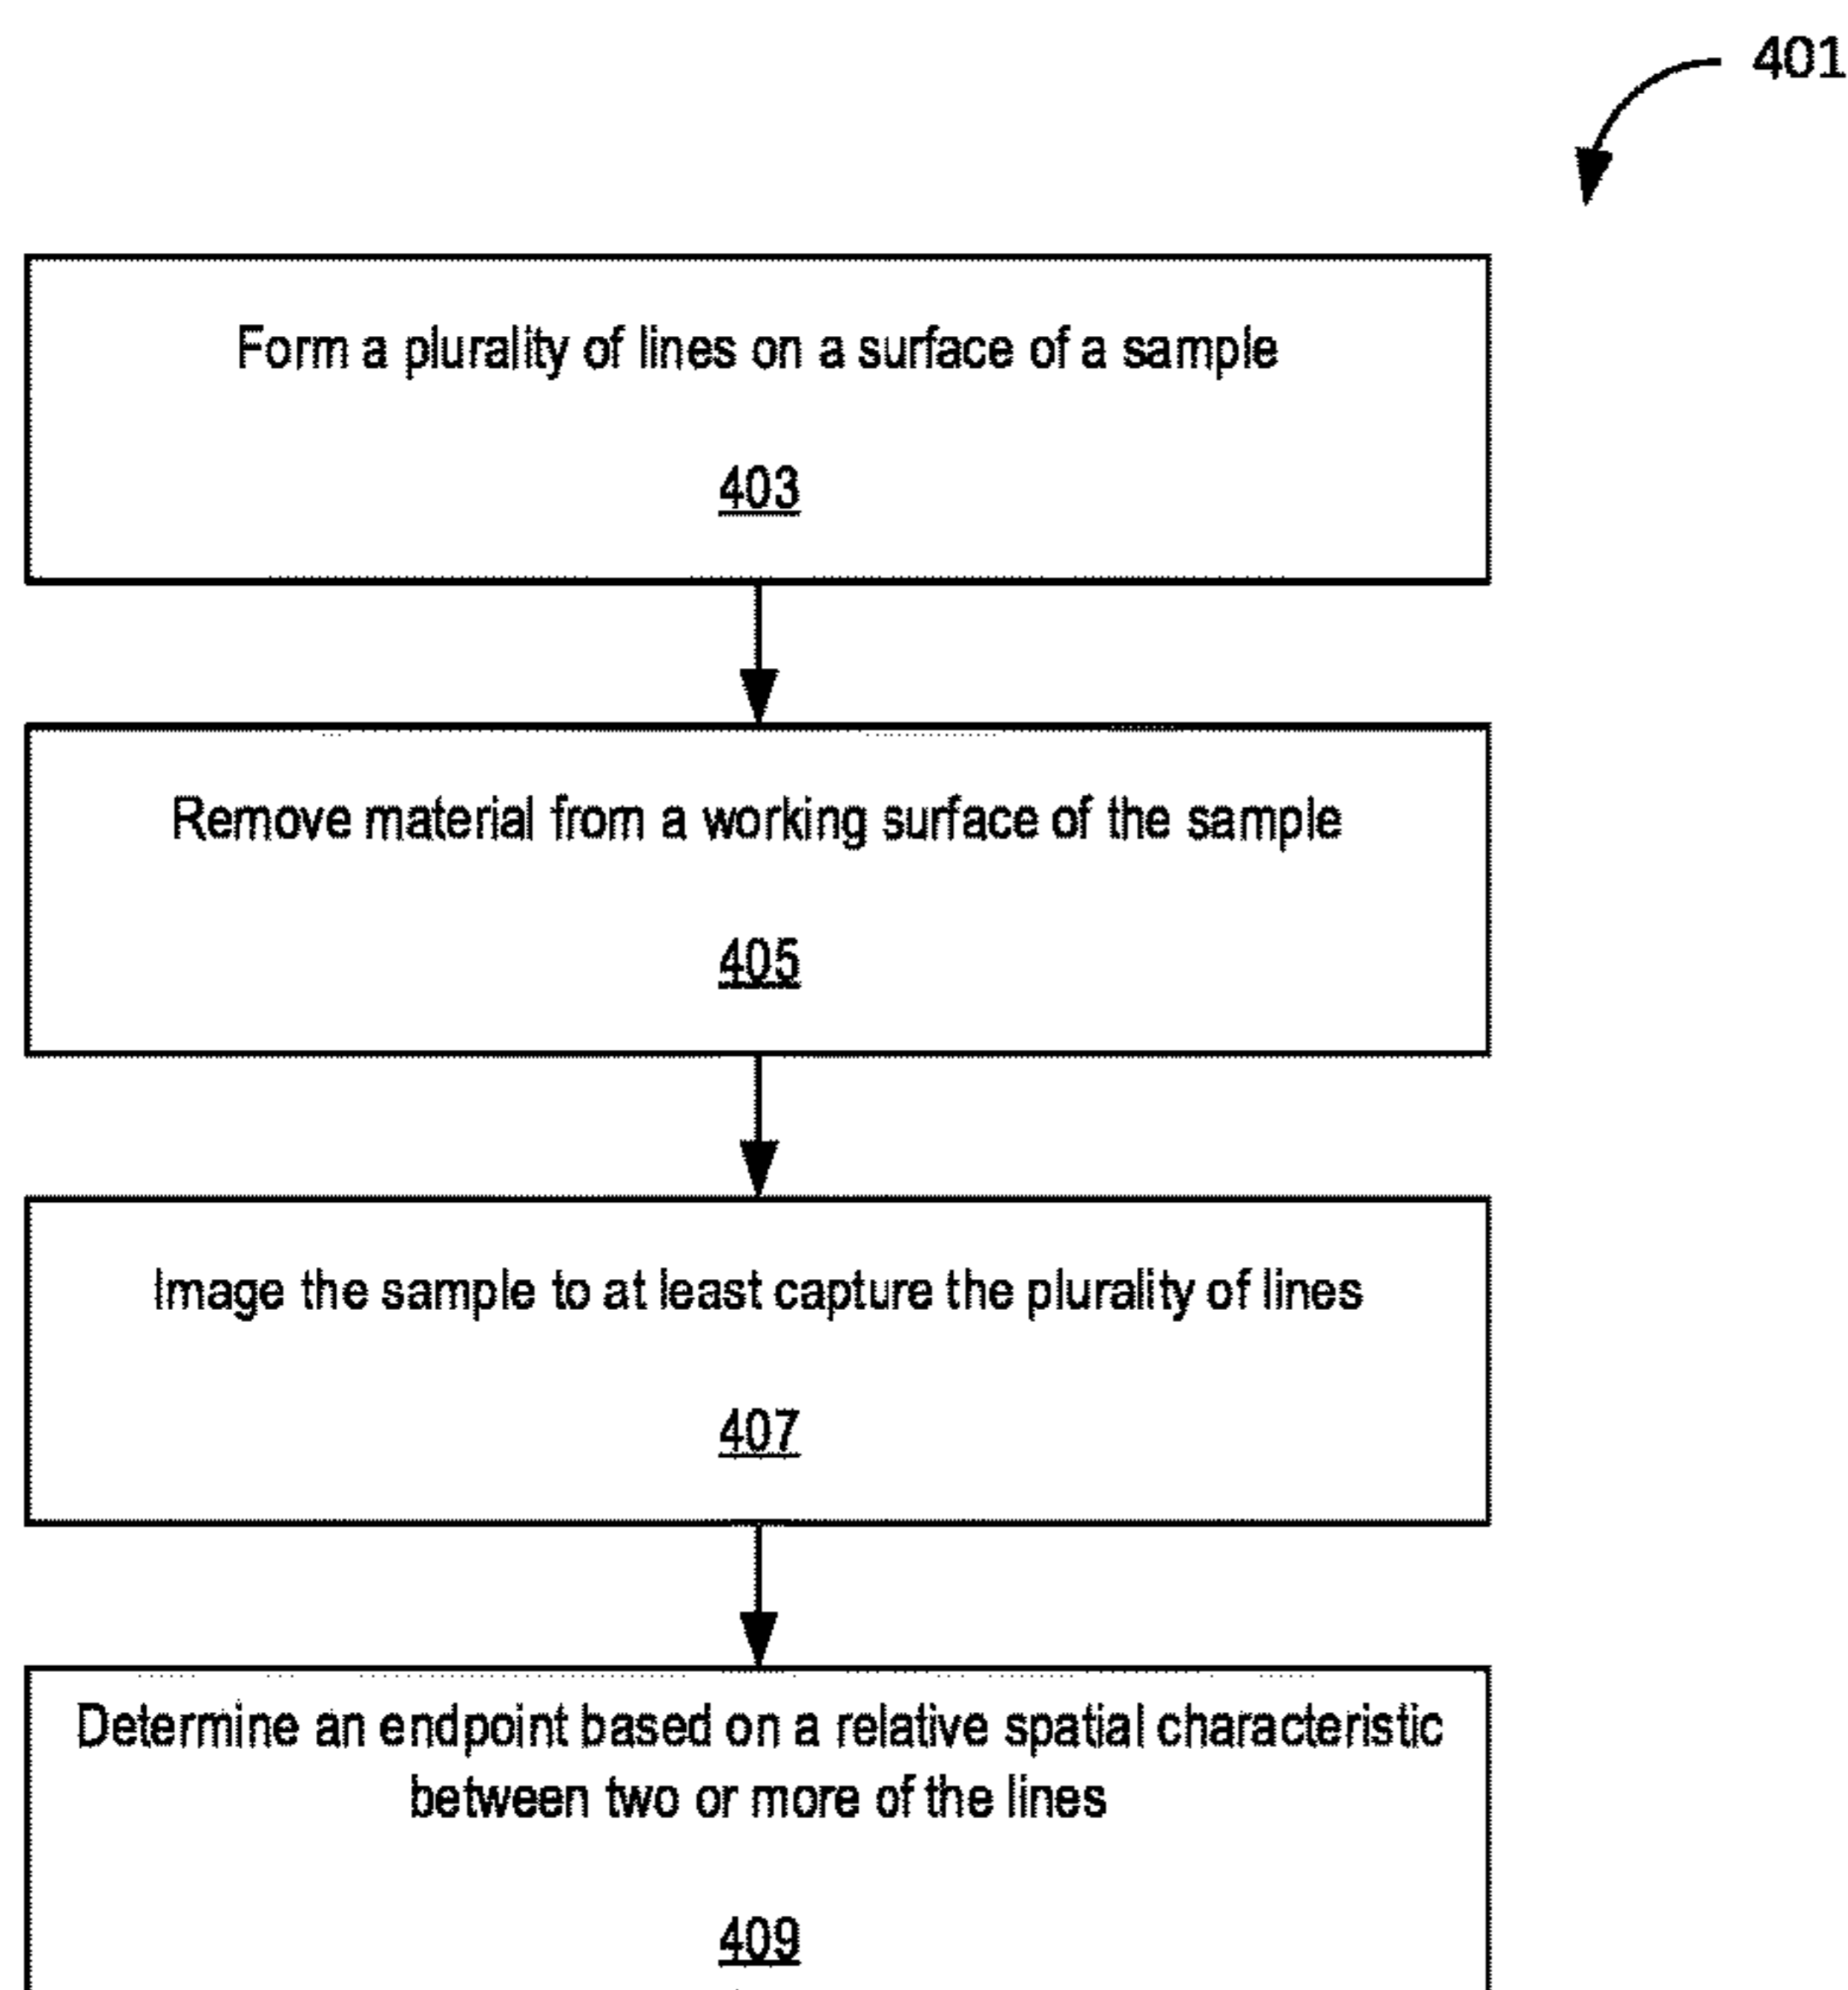 401
Form a plurality of lines on a surface of a sample
403
Remove material from a working surface of the sample
405
Image the sample to at least capture the plurality of lines
407
Determine an endpoint based on a relative spatial characteristic
between two or more of the lines
409